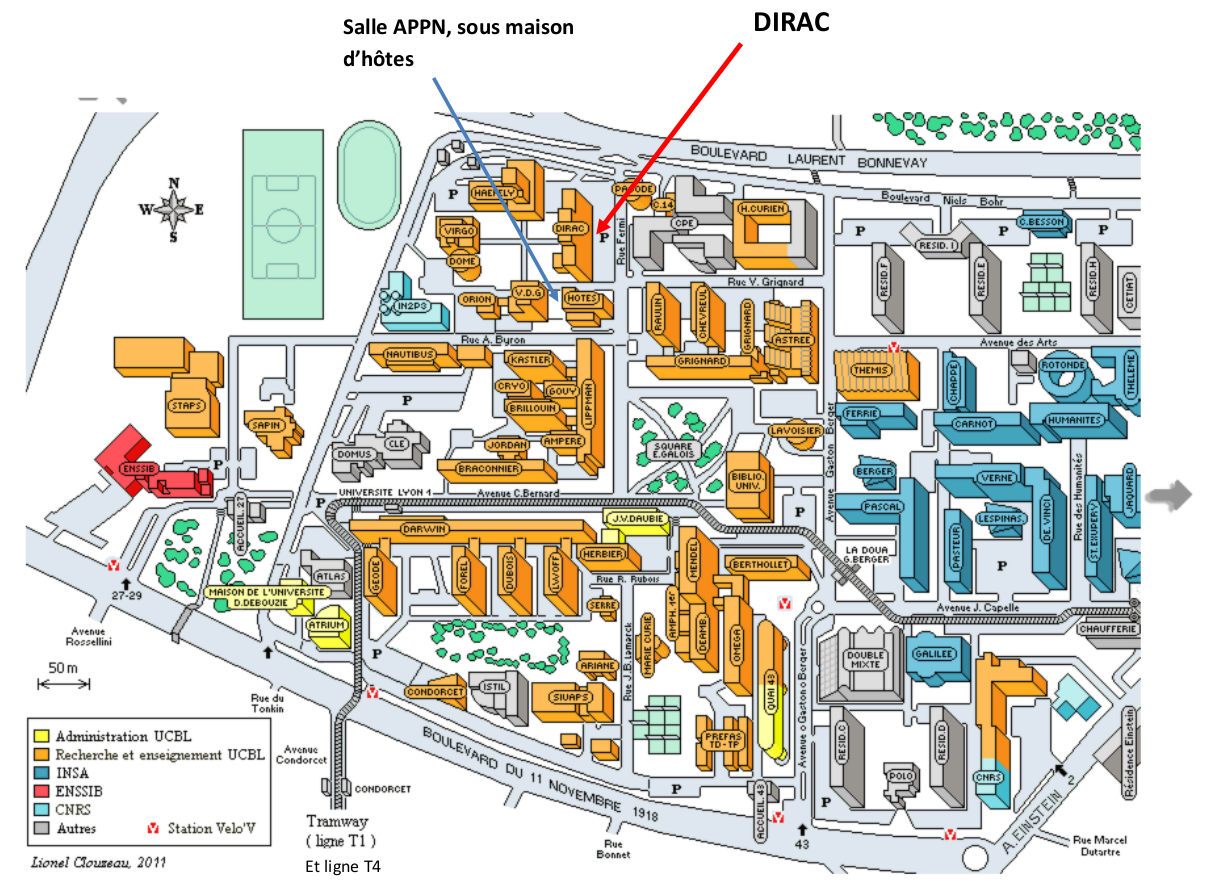 Salle APPN, sous maison
d'hôtes
DIRAC
BOULEVARD LAURENT BONNEVAY
Boulevard Niels Bohr
N
W E
S
HAEFELY
P
PAGODE
C.14
CPE
H.CURIEN
VIRGO
DOME
DIRAC
P
Rue Fermi
P
RESID. I
P
C.BESSON
P
RESID.F
RESID.E
RESID.H
CETIAT
Rue V. Grignard
IN2P3
ORION
V.D.G
HOTES
RAULIN
CHEVREUL
GRIGNARD
ASTREE
Rue A. Byron
Avenue des Arts
NAUTIBUS
KASTLER
GRIGNARD
THEMIS
CHAPPE
ROTONDE
THELEME
CRYO
GOUY
LIPPMAN
BRILLOUIN
P
STAPS
SAPIN
FERRIE
CARNOT
HUMANITES
LAVOISIER
JORDAN
AMPERE
DOMUS
CLE
BRACONNIER
SQUARE
E.GALOIS
BIBLIO.
UNIV.
Avenue Gaston Berger
BERGER
VERNE
Rue des Humanités
JAQUARD
ENSSIB
P
UNIVERSITE LYON 1
Avenue C.Bernard
P
P
PASCAL
LESPINAS.
DE VINCI
ST.EXUPERY
PASTEUR
ACCUEIL 27
DARWIN
J.V.DAUBIE
HERBIER
MENDEL
BERTHOLLET
LA DOUA
G.BERGER
GEODE
FOREL
DUBOIS
LWOFF
Rue R. Rubois
ATLAS
MAISON DE L'UNIVERSITE
D.DEBOUZIE
27-29
SERRE
AMPH. 1er
DEAMB.
OMEGA
Avenue J. Capelle
ATRIUM
CHAUFFERIE
Avenue
Rossellini
MARIE CURIE
Rue J.B.Lamarck
DOUBLE
MIXTE
GALILEE
P
ARIANE
50 m
CONDORCET
ISTIL
SIUAPS
QUAI 43
Avenue Gaston Berger
Rue du
Tonkin
PREFAS
TD-TP
RESID.C
RESID.D
Résidence Einstein
BOULEVARD DU 11 NOVEMBRE 1918
Administration UCBL
Recherche et enseignement UCBL
INSA
ENSSIB
CNRS
Autres
Station Velo'V
Avenue
Condorcet
CONDORCET
P
ACCUEIL 43
P
POLO
CNRS
2
A.EINSTEIN
43
Rue
Bonnet
Rue Marcel
Dutartre
Tramway
( ligne T1 )
Et ligne T4
Lionel Clouzeau, 2011